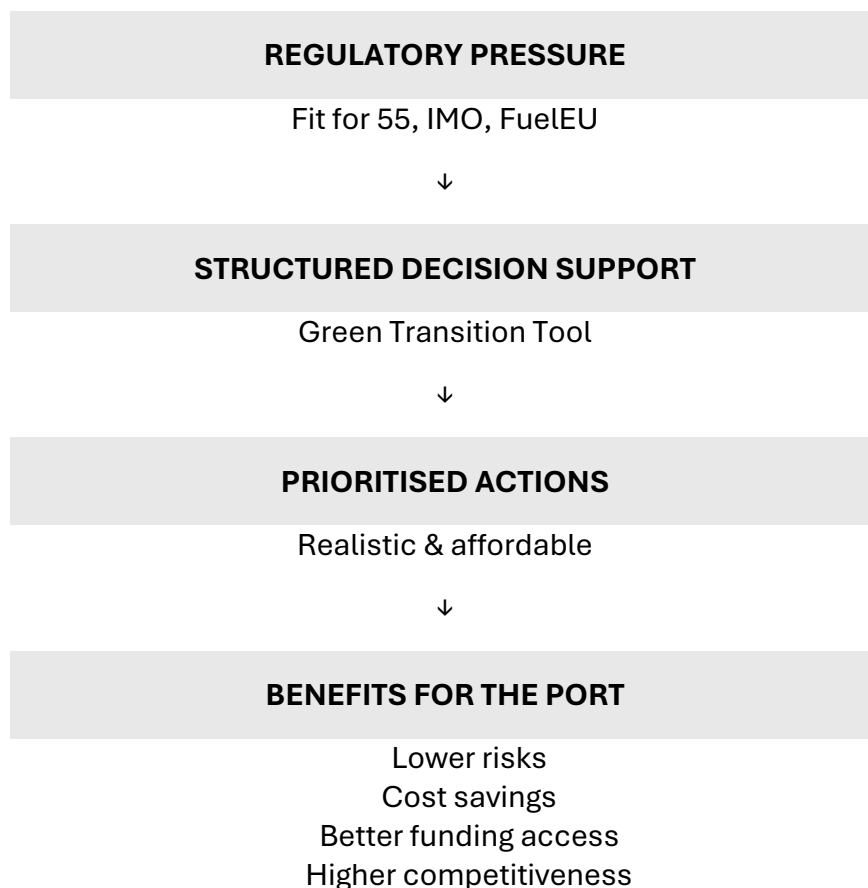 REGULATORY PRESSURE
Fit for 55, IMO, FuelEU
↓
STRUCTURED DECISION SUPPORT
Green Transition Tool
↓
PRIORITISED ACTIONS
Realistic & affordable
↓
BENEFITS FOR THE PORT
Lower risks
Cost savings
Better funding access
Higher competitiveness